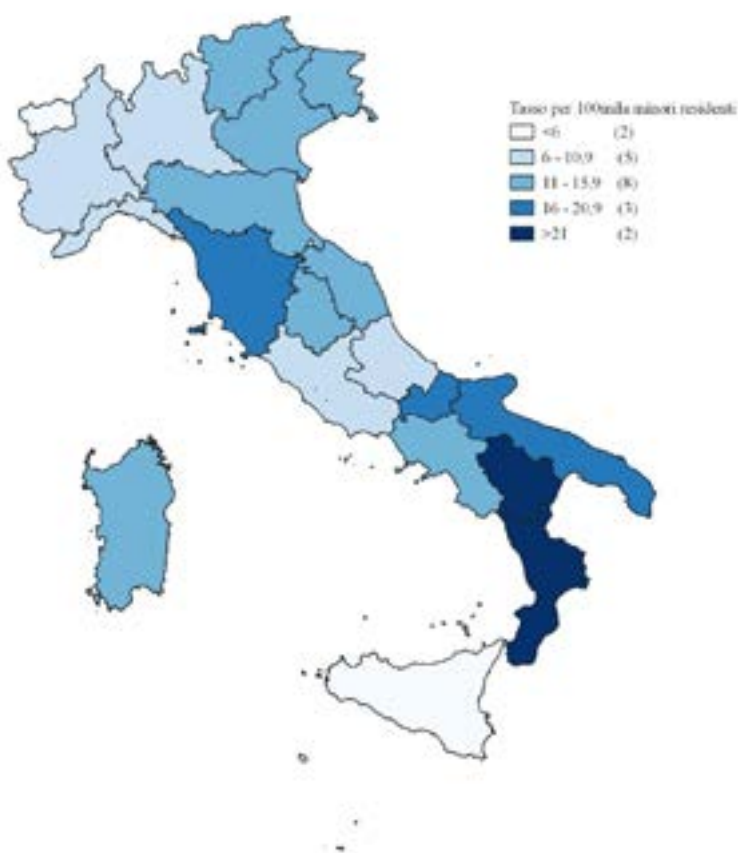 Tasso per 100mila minori residenti
<6 (2)
6 - 10,9 (5)
11 - 15,9 (8)
16 - 20,9 (3)
>21 (2)